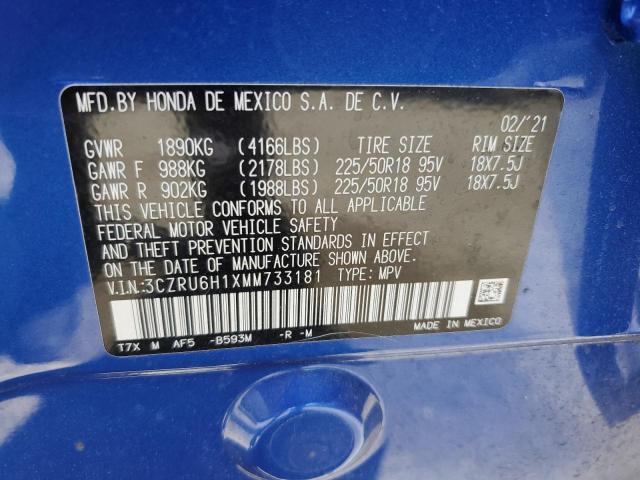 MFD.BY HONDA DE MEXICO S.A. DE C.V.
02/'21
GVWR 1890KG (4166LBS) TIRE SIZE RIM SIZE
GAWR F 988KG (2178LBS) 225/50R18 95V 18X7.5J
GAWR R 902KG (1988LBS) 225/50R18 95V 18X7.5J
THIS VEHICLE CONFORMS TO ALL APPLICABLE
FEDERAL MOTOR VEHICLE SAFETY
AND THEFT PREVENTION STANDARDS IN EFFECT
ON THE DATE OF MANUFACTURE SHOWN ABOVE.
V.I.N.:3CZRU6H1XMM733181 TYPE: MPV
T7X M AF5 -B593M -R -M MADE IN MEXICO